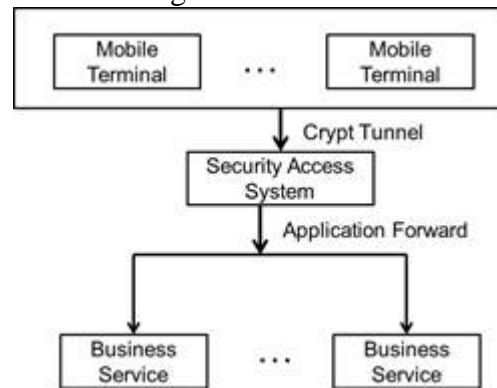 Mobile Terminal
...
Mobile Terminal
Crypt Tunnel
Security Access System
Application Forward
Business Service
...
Business Service